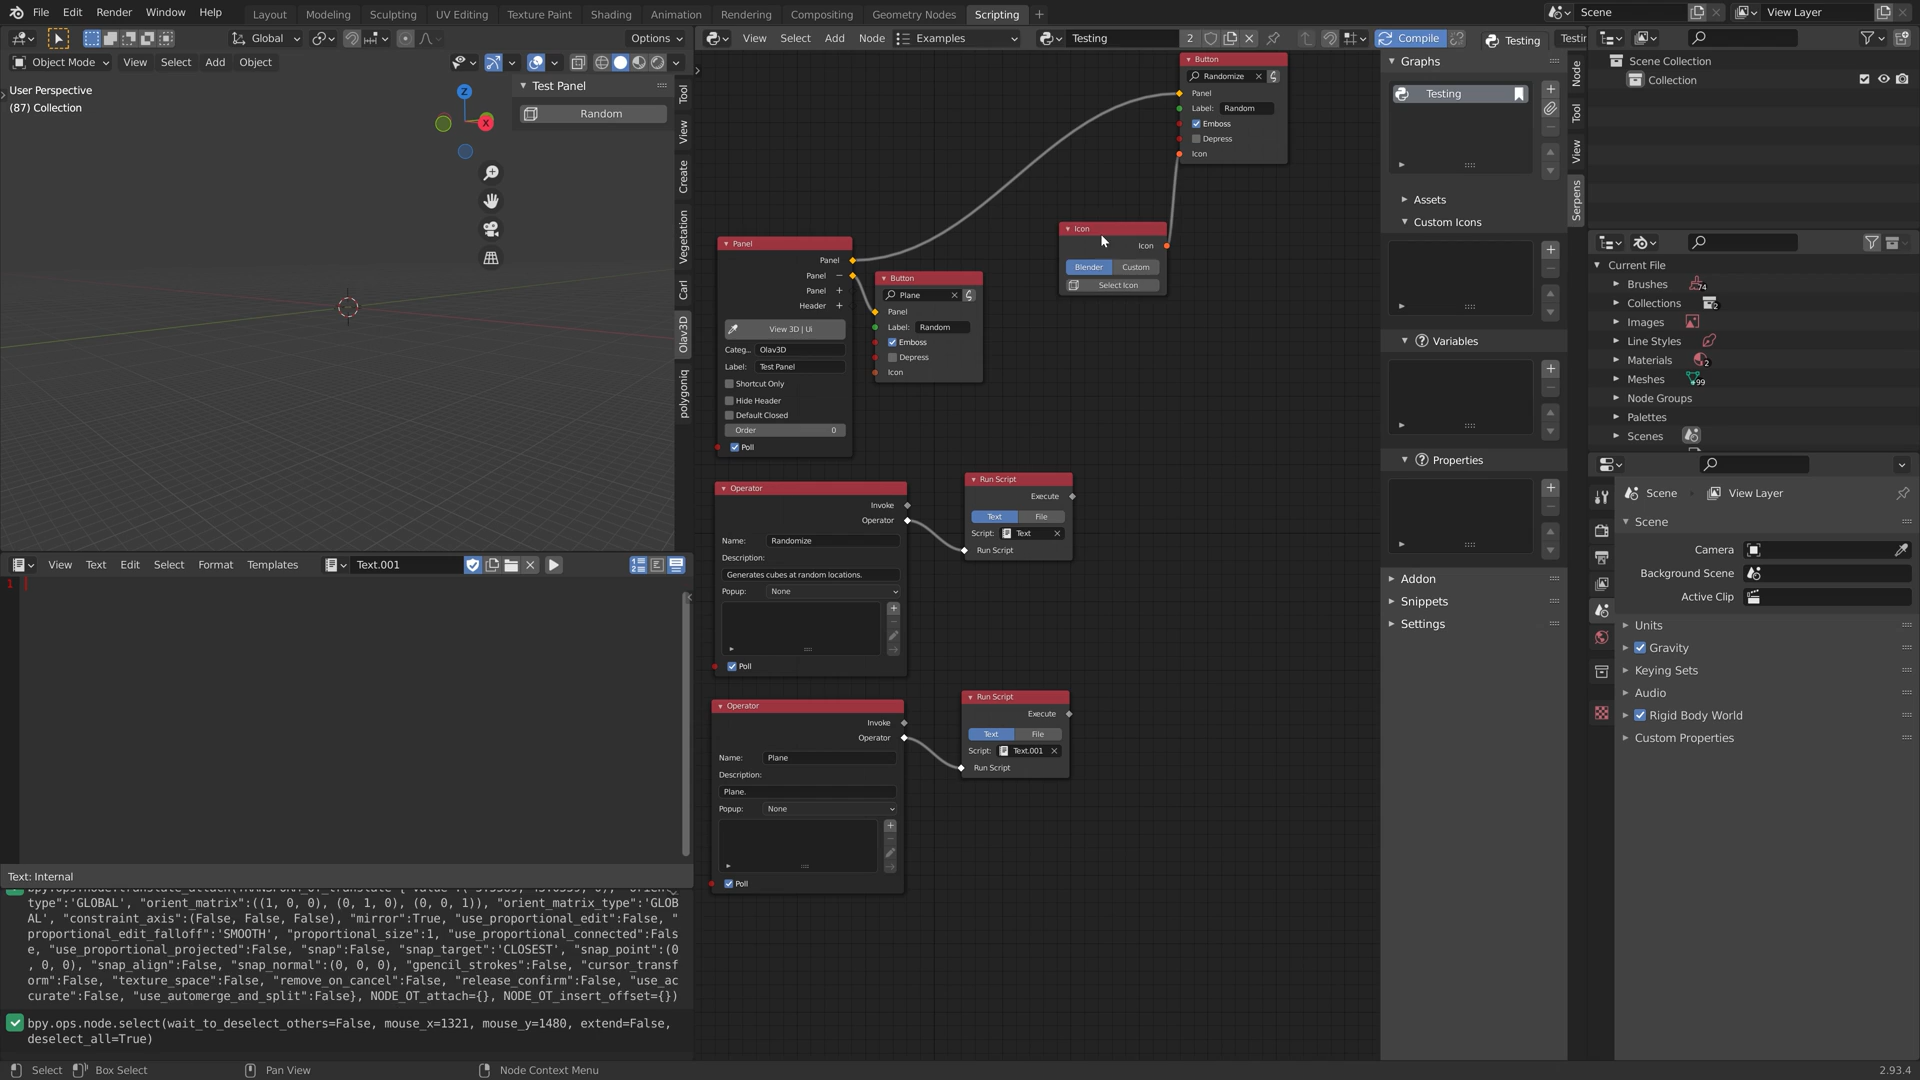 File Edit Render Window Help
Layout Modeling Sculpting UV Editing Texture Paint Shading Animation Rendering Compositing Geometry Nodes Scripting +
Scene
View Layer
Global
Options
Object Mode View Select Add Object
User Perspective
(87) Collection
Z
X
Test Panel
Random
Tool
View
Create
Vegetation
Carl
Olav3D
polygoniq
View Select Add Node Examples
Testing 2
Compile
Testing
Testir
Button
Randomize
Panel
Label: Random
Emboss
Depress
Icon
Icon
Icon
Blender Custom
Select Icon
Panel
Panel
Panel
Panel
Header
View 3D | Ui
Categ.. Olav3D
Label: Test Panel
Shortcut Only
Hide Header
Default Closed
Order 0
Poll
Button
Plane
Panel
Label: Random
Emboss
Depress
Icon
Operator
Invoke
Operator
Name: Randomize
Description:
Generates cubes at random locations.
Popup: None
Poll
Run Script
Execute
Text File
Script: Text
Run Script
Operator
Invoke
Operator
Name: Plane
Description:
Plane.
Popup: None
Poll
Run Script
Execute
Text File
Script: Text.001
Run Script
Graphs
Testing
Assets
Custom Icons
Variables
Properties
Addon
Snippets
Settings
Node
Tool
View
Serpens
Scene Collection
Collection
Current File
Brushes 74
Collections 2
Images
Line Styles
Materials 2
Meshes 99
Node Groups
Palettes
Scenes
Scene View Layer
Scene
Camera
Background Scene
Active Clip
Units
Gravity
Keying Sets
Audio
Rigid Body World
Custom Properties
View Text Edit Select Format Templates
Text.001
1
Text: Internal
type":'GLOBAL', "orient_matrix":((1, 0, 0), (0, 1, 0), (0, 0, 1)), "orient_matrix_type":'GLOB
AL', "constraint_axis":(False, False, False), "mirror":True, "use_proportional_edit":False, "
proportional_edit_falloff":'SMOOTH', "proportional_size":1, "use_proportional_connected":Fals
e, "use_proportional_projected":False, "snap":False, "snap_target":'CLOSEST', "snap_point":(0
, 0, 0), "snap_align":False, "snap_normal":(0, 0, 0), "gpencil_strokes":False, "cursor_transf
orm":False, "texture_space":False, "remove_on_cancel":False, "release_confirm":False, "use_ac
curate":False, "use_automerge_and_split":False}, NODE_OT_attach={}, NODE_OT_insert_offset={})
bpy.ops.node.select(wait_to_deselect_others=False, mouse_x=1321, mouse_y=1480, extend=False,
deselect_all=True)
Select Box Select Pan View Node Context Menu
2.93.4